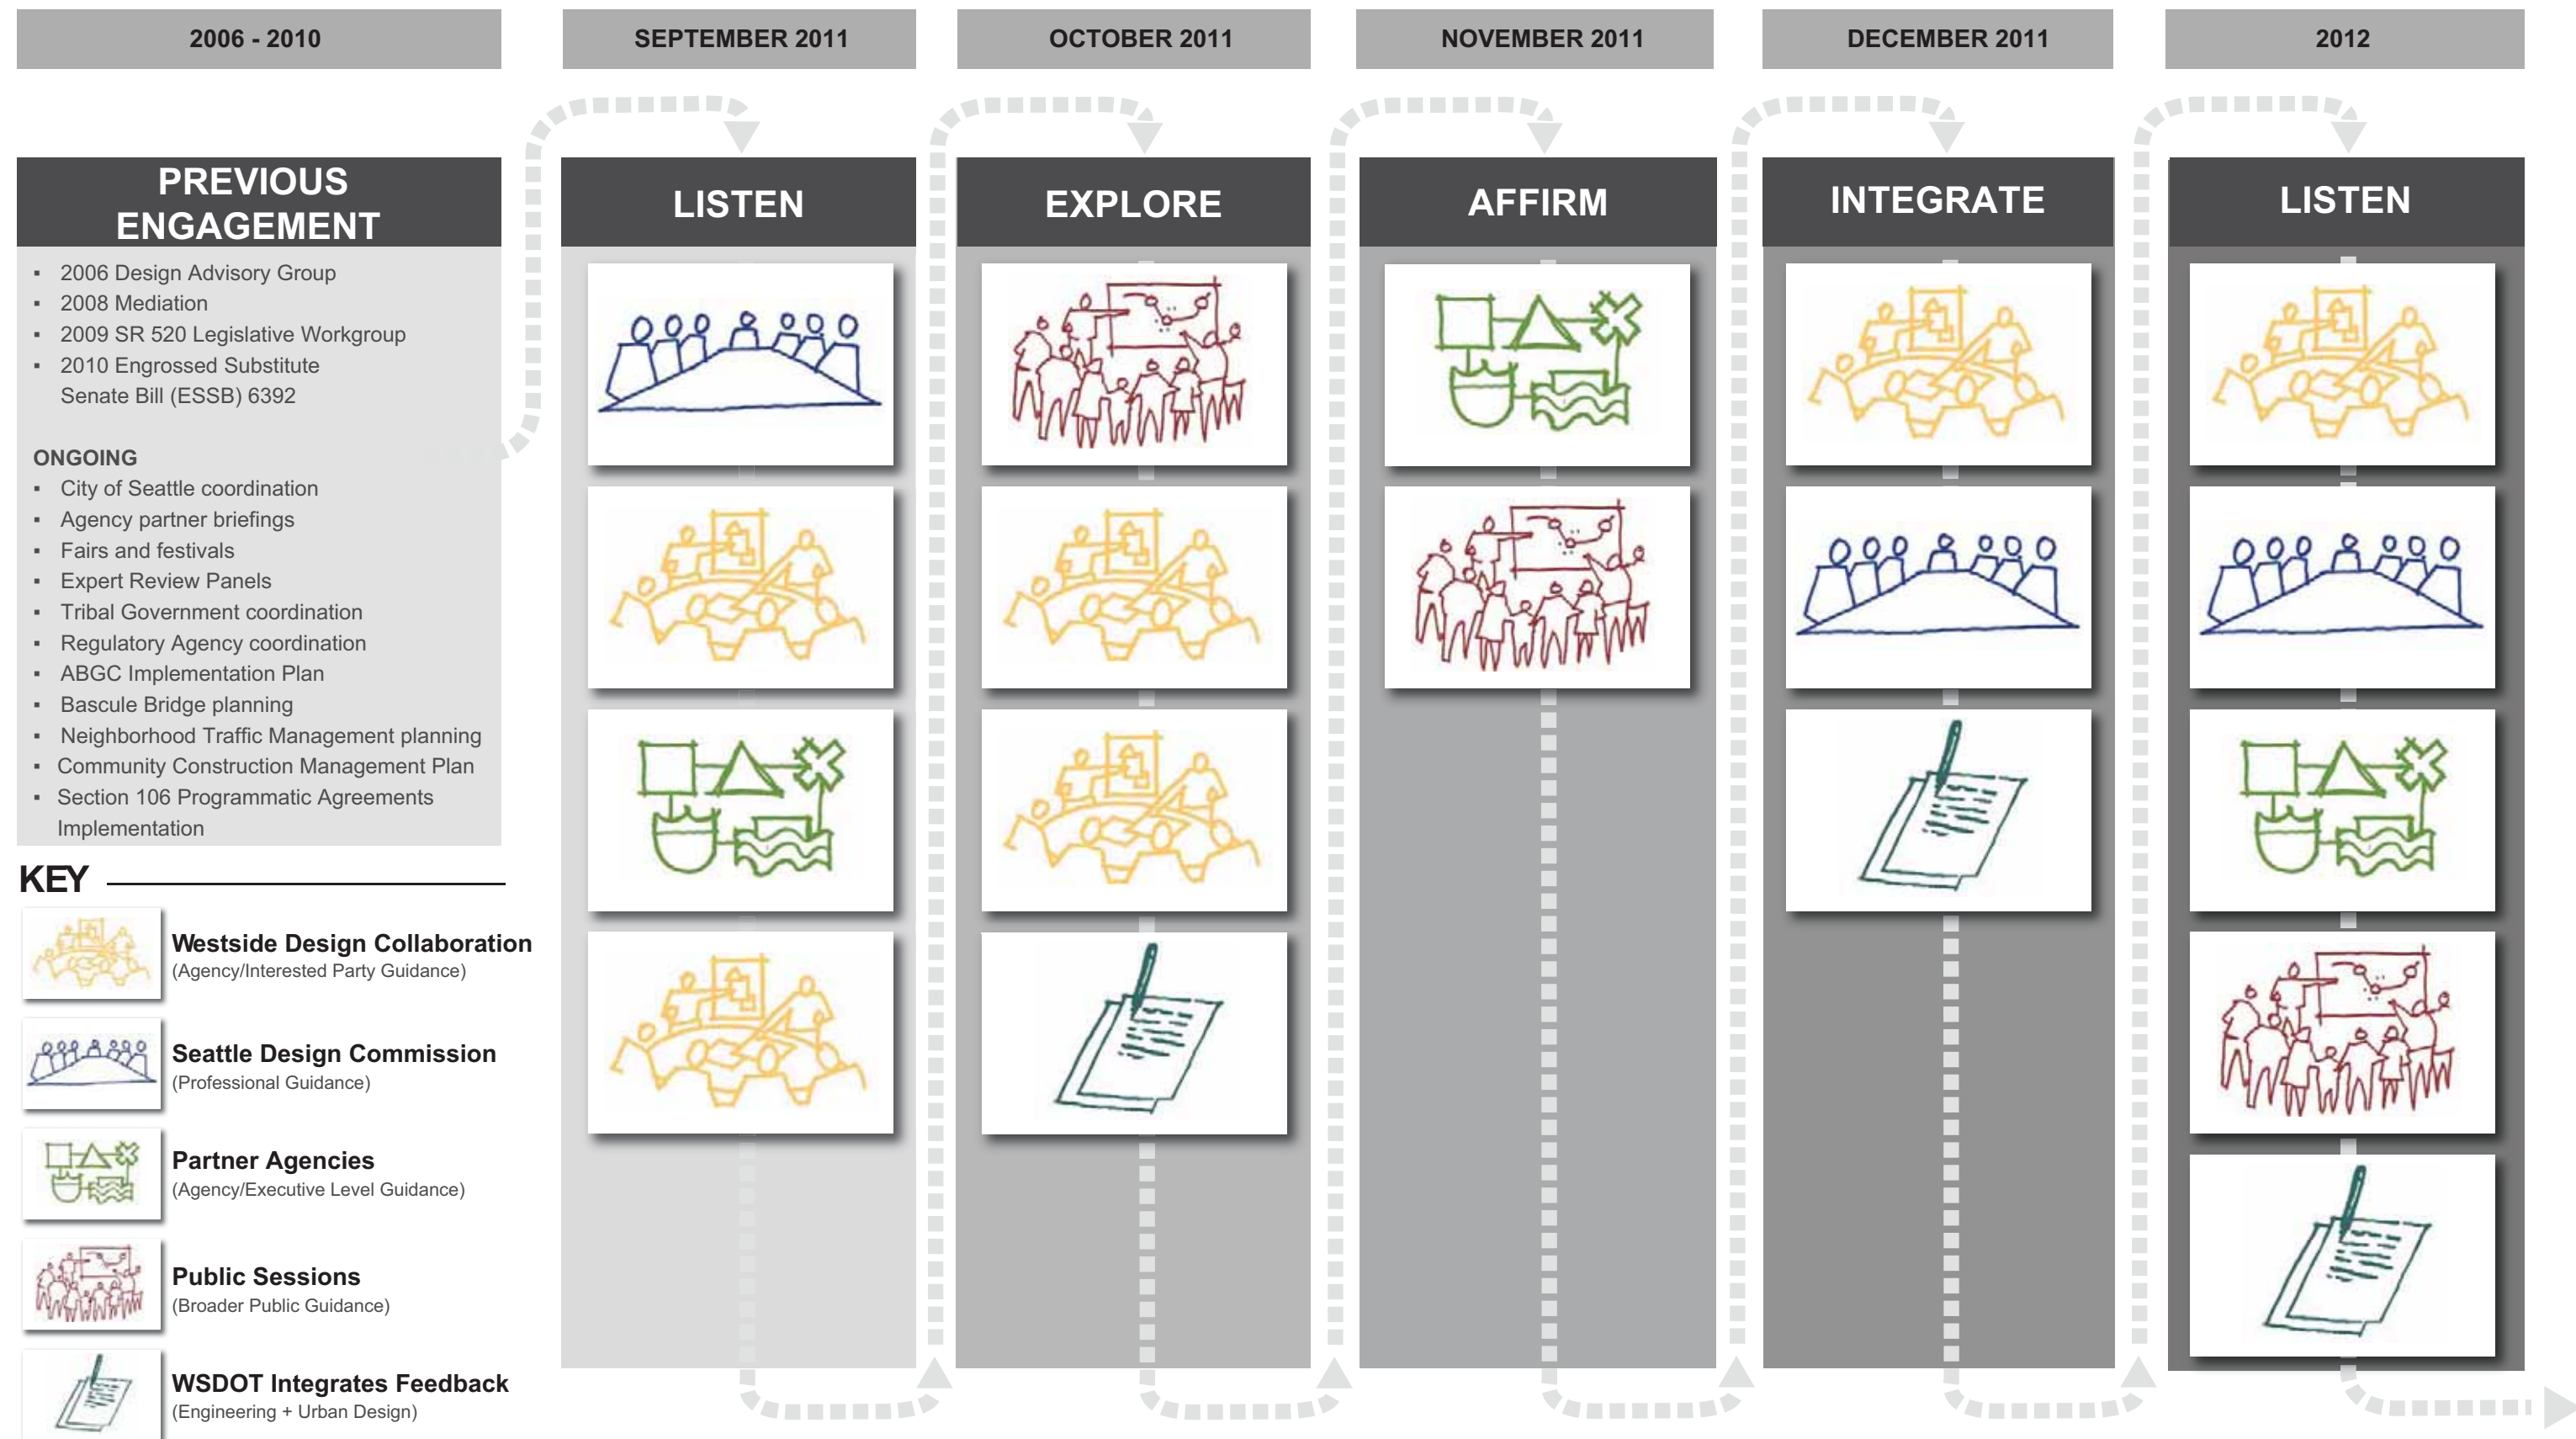 2006 - 2010
SEPTEMBER 2011
OCTOBER 2011
NOVEMBER 2011
DECEMBER 2011
2012
PREVIOUS
ENGAGEMENT
▪ 2006 Design Advisory Group
▪ 2008 Mediation
▪ 2009 SR 520 Legislative Workgroup
▪ 2010 Engrossed Substitute
Senate Bill (ESSB) 6392
ONGOING
▪ City of Seattle coordination
▪ Agency partner briefings
▪ Fairs and festivals
▪ Expert Review Panels
▪ Tribal Government coordination
▪ Regulatory Agency coordination
▪ ABGC Implementation Plan
▪ Bascule Bridge planning
▪ Neighborhood Traffic Management planning
▪ Community Construction Management Plan
▪ Section 106 Programmatic Agreements
Implementation
LISTEN
EXPLORE
AFFIRM
INTEGRATE
LISTEN
KEY
Westside Design Collaboration
(Agency/Interested Party Guidance)
Seattle Design Commission
(Professional Guidance)
Partner Agencies
(Agency/Executive Level Guidance)
Public Sessions
(Broader Public Guidance)
WSDOT Integrates Feedback
(Engineering + Urban Design)